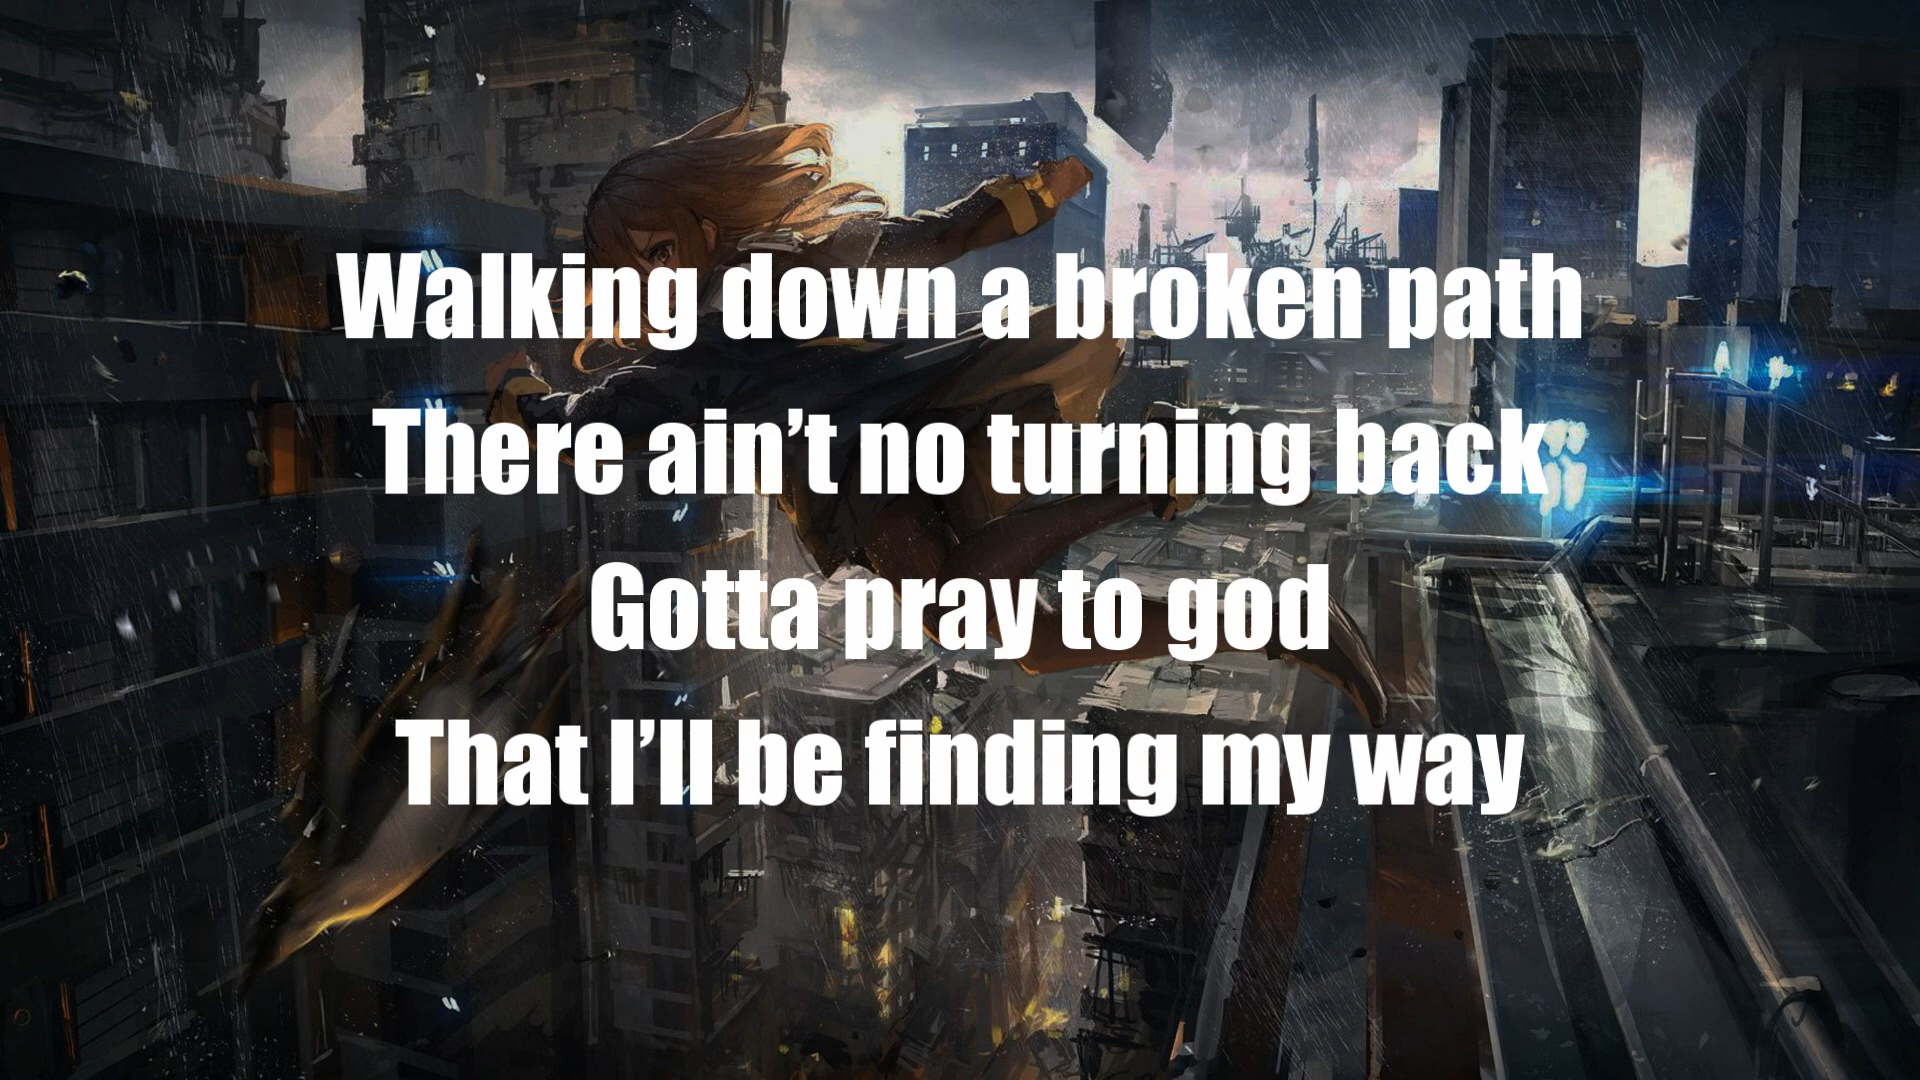 Walking down a broken path
There ain’t no turning back
Gotta pray to god
That I’ll be finding my way